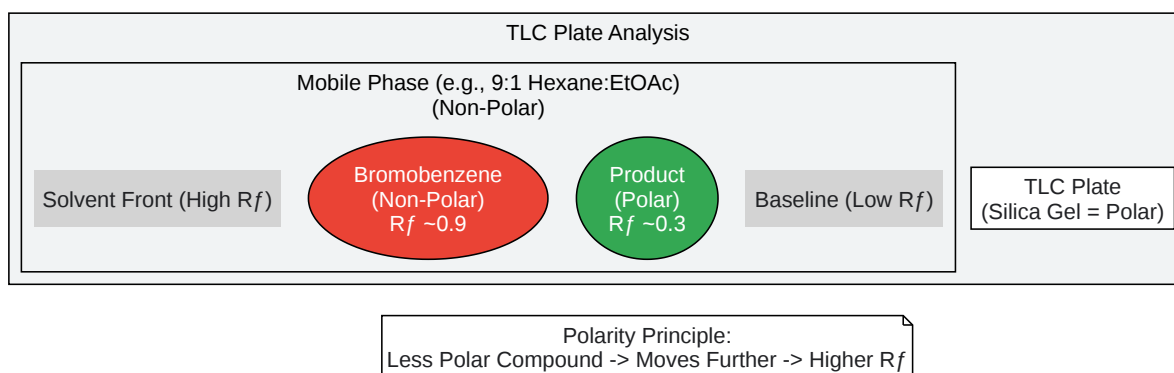 TLC Plate Analysis
Mobile Phase (e.g., 9:1 Hexane:EtOAc)
(Non-Polar)
Solvent Front (High Rƒ)
Bromobenzene
(Non-Polar)
Rƒ ~0.9
Product
(Polar)
Rƒ ~0.3
Baseline (Low Rƒ)
TLC Plate
(Silica Gel = Polar)
Polarity Principle:
Less Polar Compound -> Moves Further -> Higher Rƒ